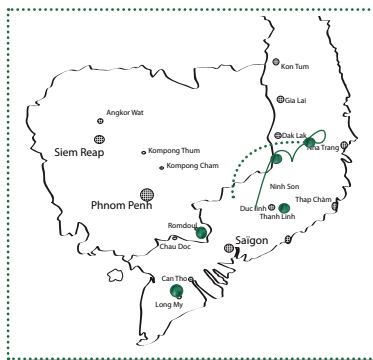 Kon Tum
Gia Lai
Angkor Wat
Dak Lak
Siem Reap
Nha Trang
Kompong Thum
Kompong Cham
Ninh Son
Phnom Penh
Thap Chàm
Duc linh
Thanh Linh
Romdoul
Chau Doc
Saïgon
Can Tho
Long My